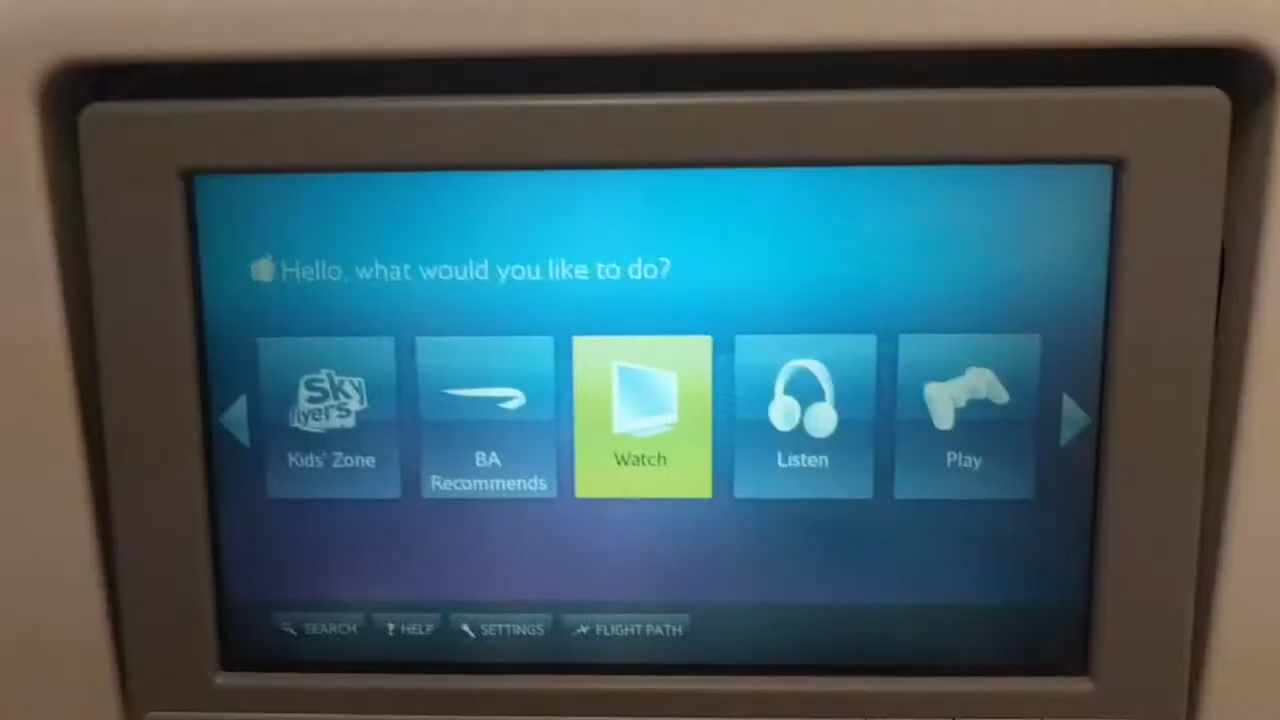 Hello, what would you like to do?
Sky
flyers
Kids' Zone
BA
Recommends
Watch
Listen
Play
SEARCH
? HELP
SETTINGS
FLIGHT PATH